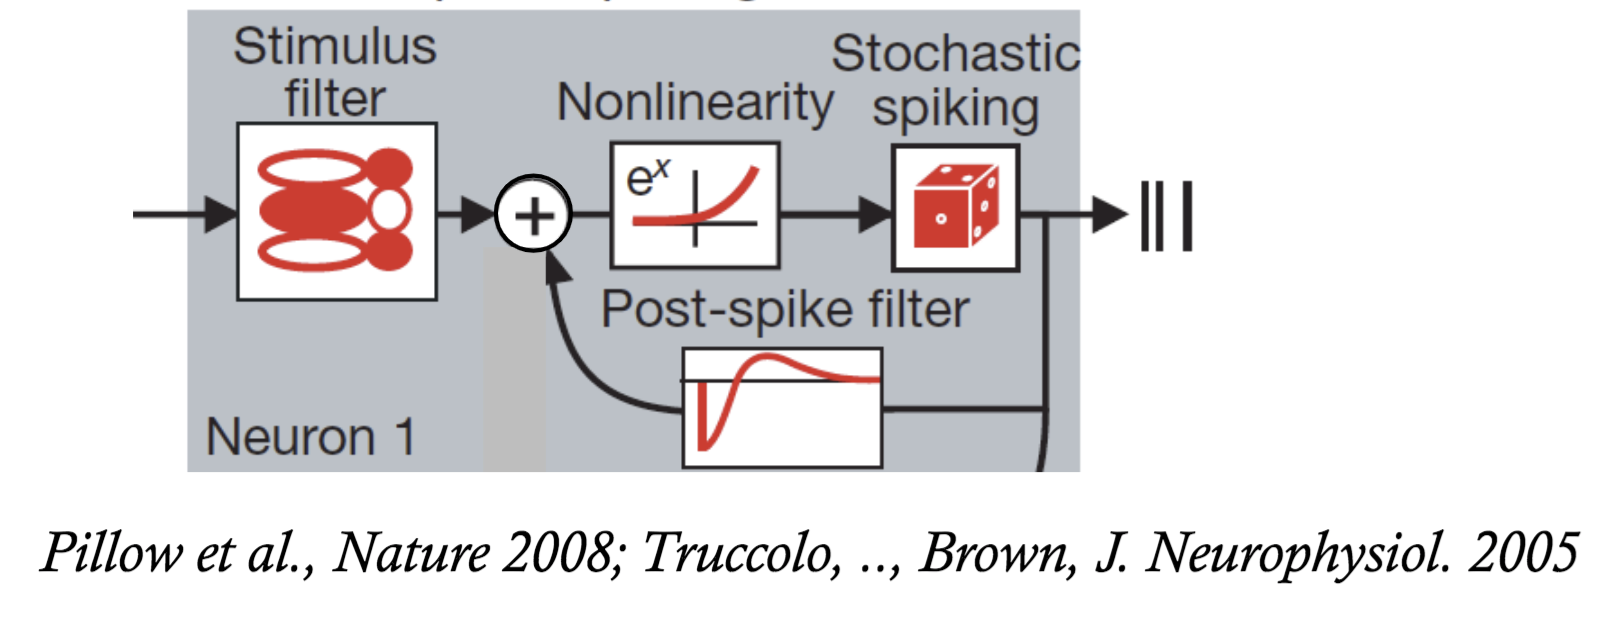 Stimulus
filter
Nonlinearity
Stochastic
spiking
eˣ
+
Post-spike filter
Neuron 1
Pillow et al., Nature 2008; Truccolo, .., Brown, J. Neurophysiol. 2005